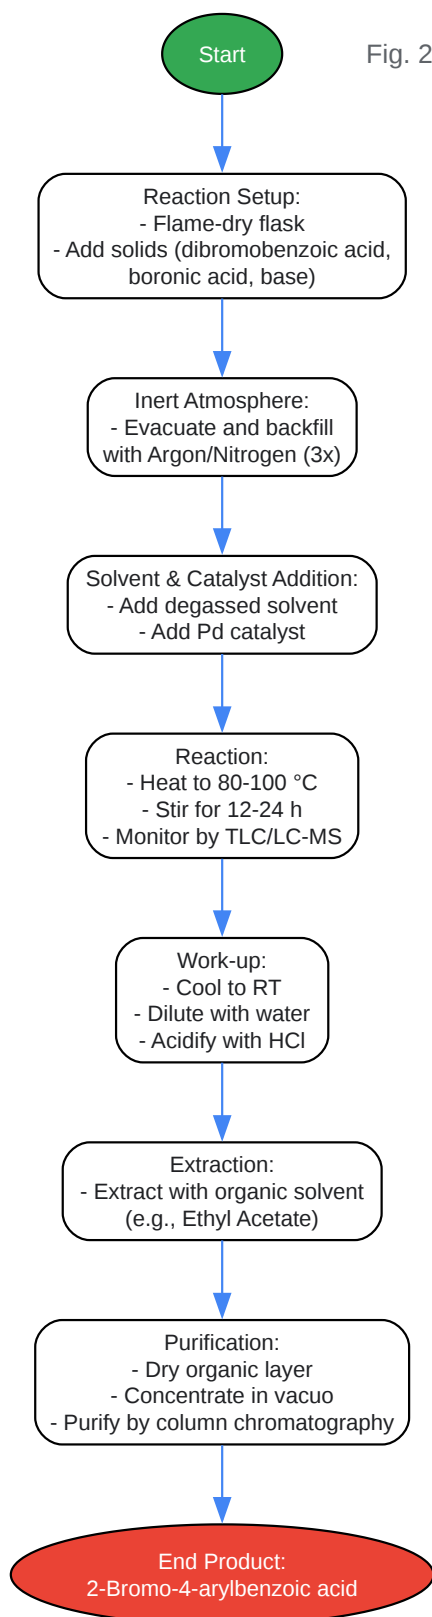 Start
Fig. 2
Reaction Setup:
- Flame-dry flask
- Add solids (dibromobenzoic acid,
boronic acid, base)
Inert Atmosphere:
- Evacuate and backfill
with Argon/Nitrogen (3x)
Solvent & Catalyst Addition:
- Add degassed solvent
- Add Pd catalyst
Reaction:
- Heat to 80-100 °C
- Stir for 12-24 h
- Monitor by TLC/LC-MS
Work-up:
- Cool to RT
- Dilute with water
- Acidify with HCl
Extraction:
- Extract with organic solvent
(e.g., Ethyl Acetate)
Purification:
- Dry organic layer
- Concentrate in vacuo
- Purify by column chromatography
End Product:
2-Bromo-4-arylbenzoic acid